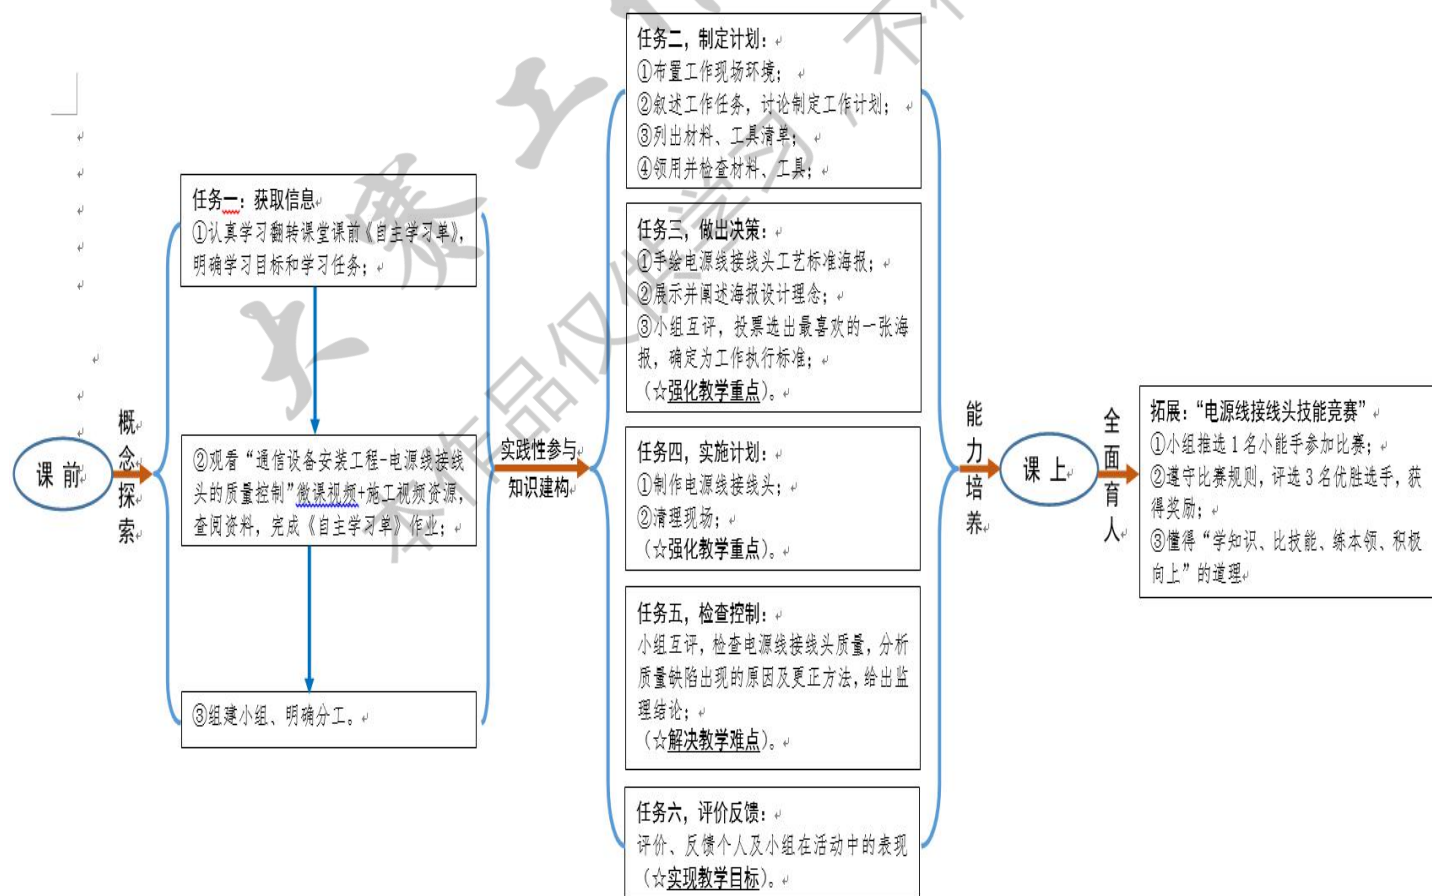 课 前
概念探索
任务一：获取信息
①认真学习翻转课堂课前《自主学习单》，
明确学习目标和学习任务；
②观看“通信设备安装工程-电源线接线
头的质量控制”微课视频+施工视频资源，
查阅资料，完成《自主学习单》作业；
③组建小组、明确分工。
实践性参与
知识建构
任务二，制定计划：
①布置工作现场环境；
②叙述工作任务，讨论制定工作计划；
③列出材料、工具清单；
④领用并检查材料、工具；
任务三，做出决策：
①手绘电源线接线头工艺标准海报；
②展示并阐述海报设计理念；
③小组互评，投票选出最喜欢的一张海
报，确定为工作执行标准；
（☆强化教学重点）。
任务四，实施计划：
①制作电源线接线头；
②清理现场；
（☆强化教学重点）。
任务五，检查控制：
小组互评，检查电源线接线头质量，分析
质量缺陷出现的原因及更正方法，给出监
理结论；
（☆解决教学难点）。
任务六，评价反馈：
评价、反馈个人及小组在活动中的表现
（☆实现教学目标）。
能力培养
课 上
全面育人
拓展：“电源线接线头技能竞赛”
①小组推选 1 名小能手参加比赛；
②遵守比赛规则，评选 3 名优胜选手，获
得奖励；
③懂得“学知识、比技能、练本领、积极
向上”的道理
大赛工
本作品仅供学习，不